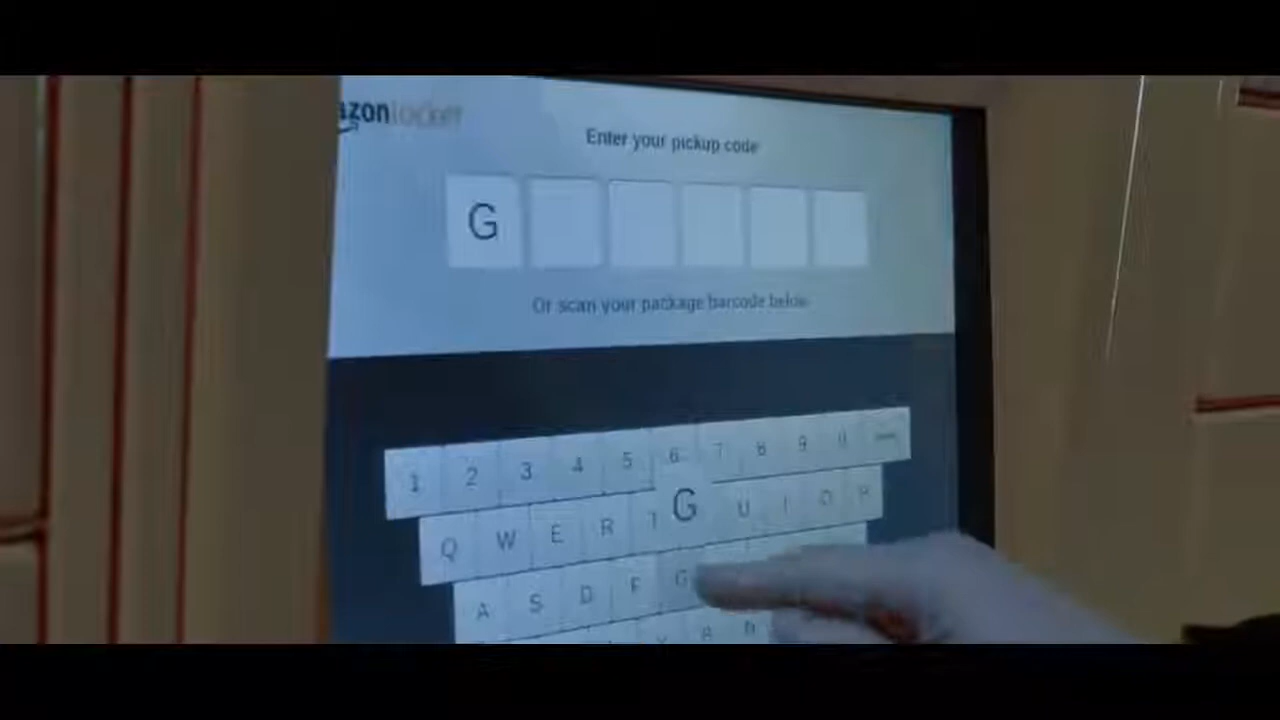 azonlocker
Enter your pickup code
G
Or scan your package barcode below
1 2 3 4 5 6 7 8 9 0
Q W E R T G U I O P
A S D F G
V B N